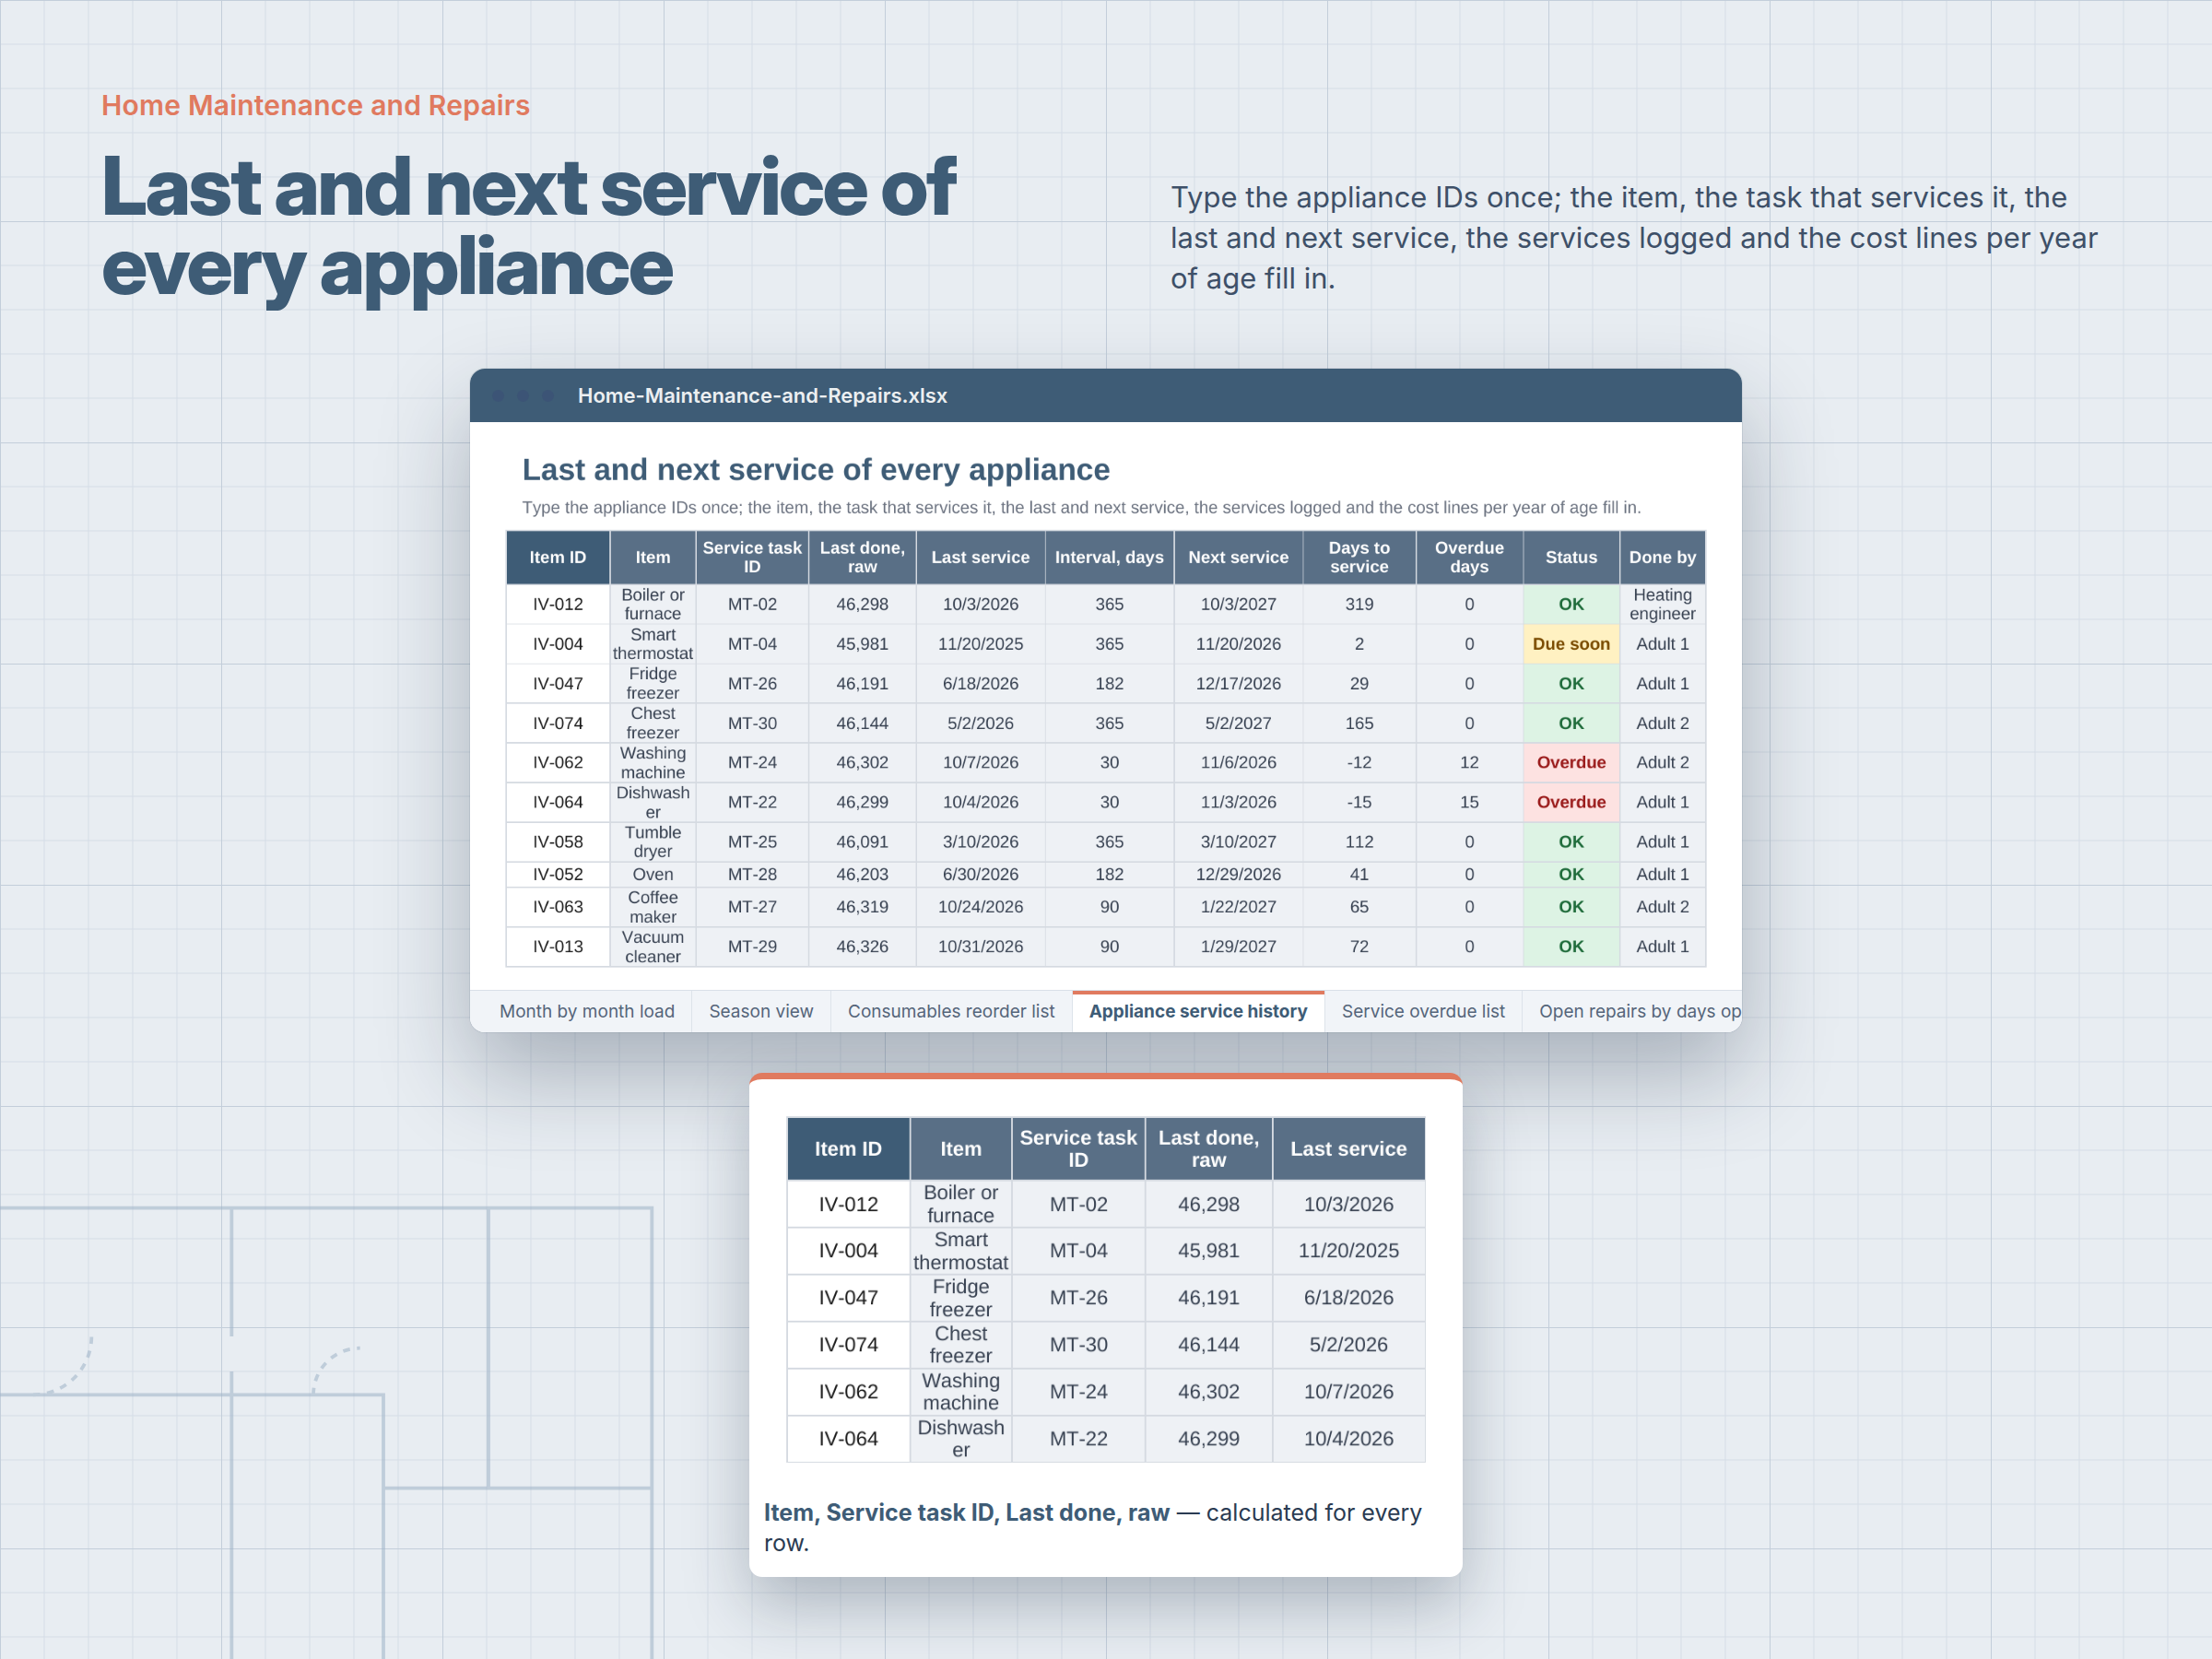 Home Maintenance and Repairs
Last and next service of
every appliance
Type the appliance IDs once; the item, the task that services it, the
last and next service, the services logged and the cost lines per year
of age fill in.
Home-Maintenance-and-Repairs.xlsx
Last and next service of every appliance
Type the appliance IDs once; the item, the task that services it, the last and next service, the services logged and the cost lines per year of age fill in.
Item ID Item Service task ID Last done, raw Last service Interval, days Next service Days to service Overdue days Status Done by
IV-012 Boiler or furnace MT-02 46,298 10/3/2026 365 10/3/2027 319 0 OK Heating engineer
IV-004 Smart thermostat MT-04 45,981 11/20/2025 365 11/20/2026 2 0 Due soon Adult 1
IV-047 Fridge freezer MT-26 46,191 6/18/2026 182 12/17/2026 29 0 OK Adult 1
IV-074 Chest freezer MT-30 46,144 5/2/2026 365 5/2/2027 165 0 OK Adult 2
IV-062 Washing machine MT-24 46,302 10/7/2026 30 11/6/2026 -12 12 Overdue Adult 2
IV-064 Dishwash er MT-22 46,299 10/4/2026 30 11/3/2026 -15 15 Overdue Adult 1
IV-058 Tumble dryer MT-25 46,091 3/10/2026 365 3/10/2027 112 0 OK Adult 1
IV-052 Oven MT-28 46,203 6/30/2026 182 12/29/2026 41 0 OK Adult 1
IV-063 Coffee maker MT-27 46,319 10/24/2026 90 1/22/2027 65 0 OK Adult 2
IV-013 Vacuum cleaner MT-29 46,326 10/31/2026 90 1/29/2027 72 0 OK Adult 1
Month by month load Season view Consumables reorder list Appliance service history Service overdue list Open repairs by days op
Item ID Item Service task ID Last done, raw Last service
IV-012 Boiler or furnace MT-02 46,298 10/3/2026
IV-004 Smart thermostat MT-04 45,981 11/20/2025
IV-047 Fridge freezer MT-26 46,191 6/18/2026
IV-074 Chest freezer MT-30 46,144 5/2/2026
IV-062 Washing machine MT-24 46,302 10/7/2026
IV-064 Dishwash er MT-22 46,299 10/4/2026
Item, Service task ID, Last done, raw — calculated for every
row.